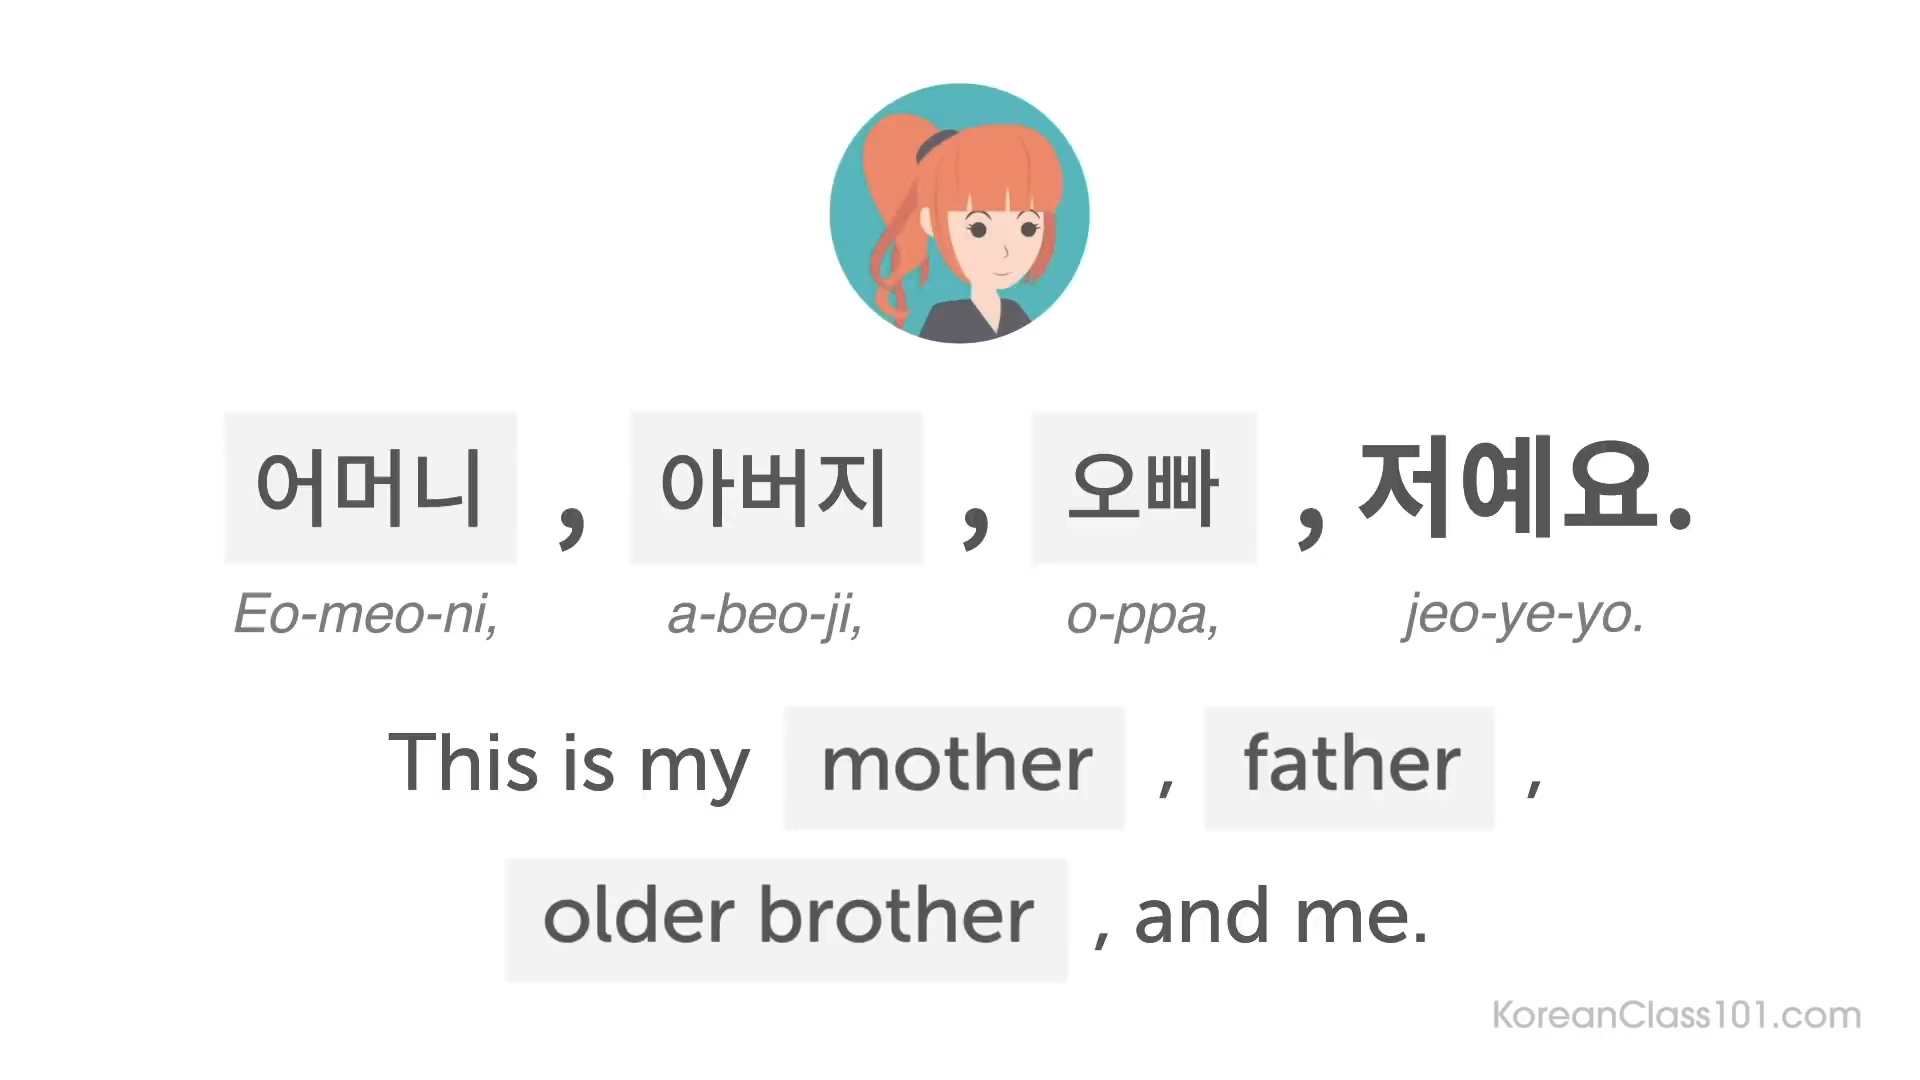 어머니 , 아버지 , 오빠 , 저예요.
Eo-meo-ni, a-beo-ji, o-ppa, jeo-ye-yo.
This is my mother , father ,
older brother , and me.
KoreanClass101.com